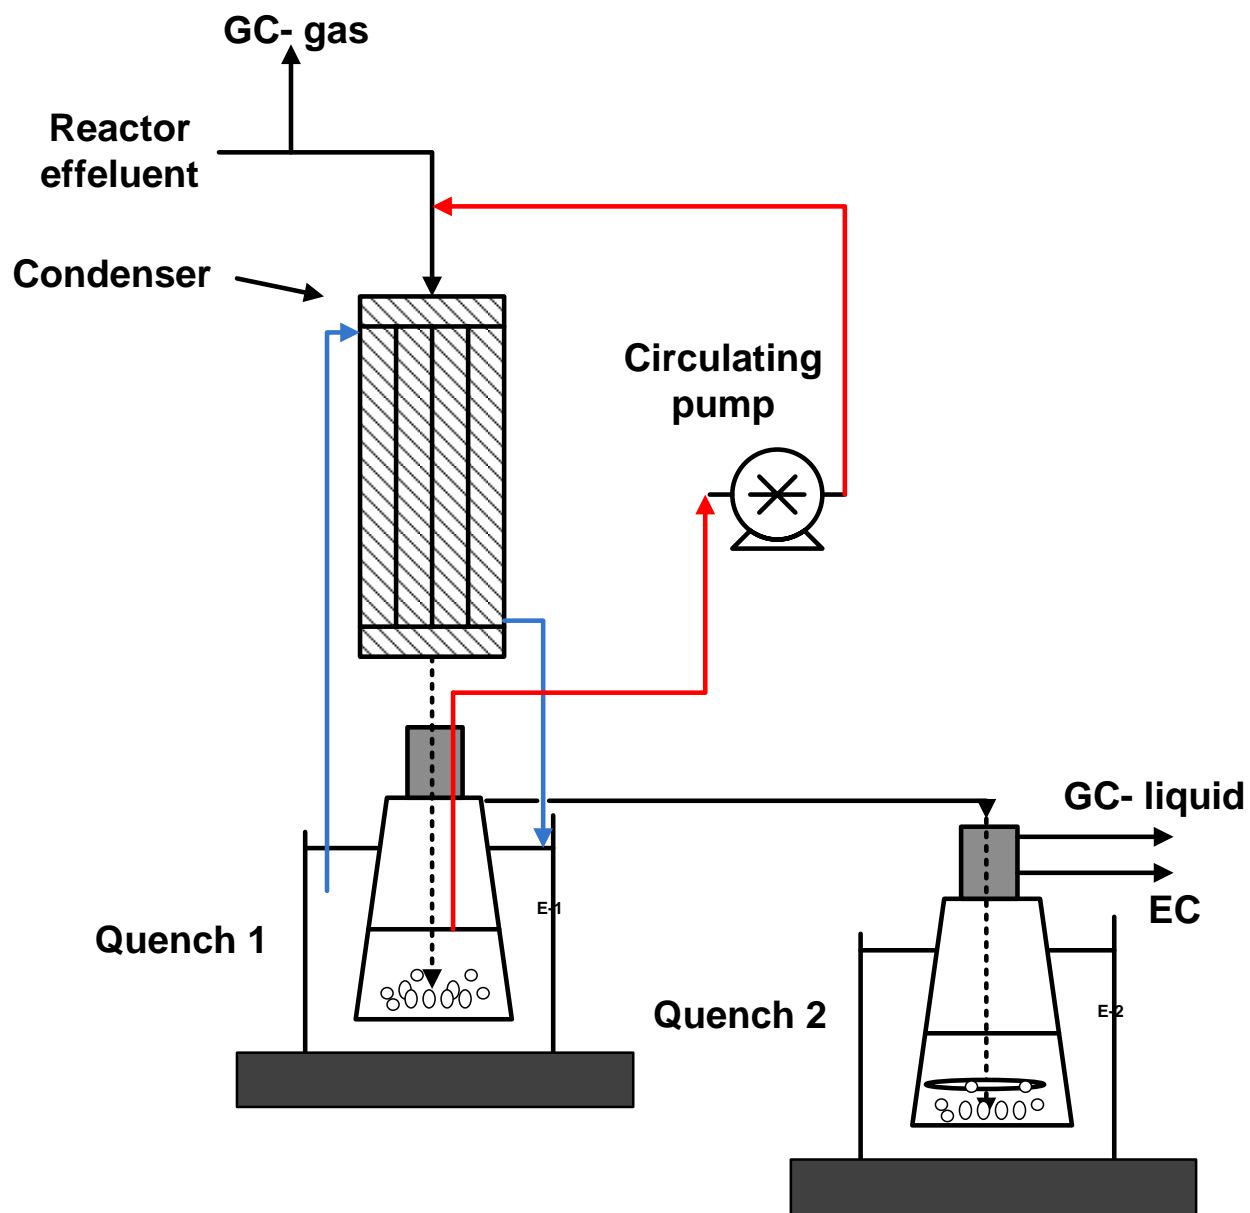 GC- gas
Reactor
effeluent
Condenser
Circulating
pump
GC- liquid
E-1
EC
Quench 1
Quench 2
E-2